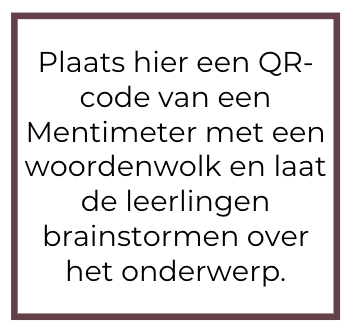 Plaats hier een QR-
code van een
Mentimeter met een
woordenwolk en laat
de leerlingen
brainstormen over
het onderwerp.